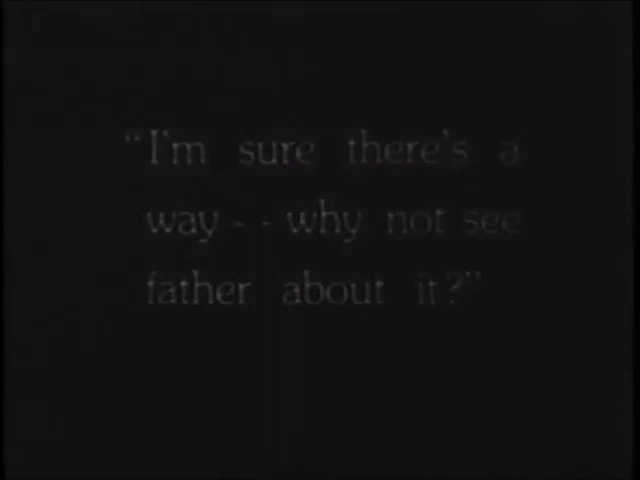 “I'm sure there's a
way -- why not see
father about it?”